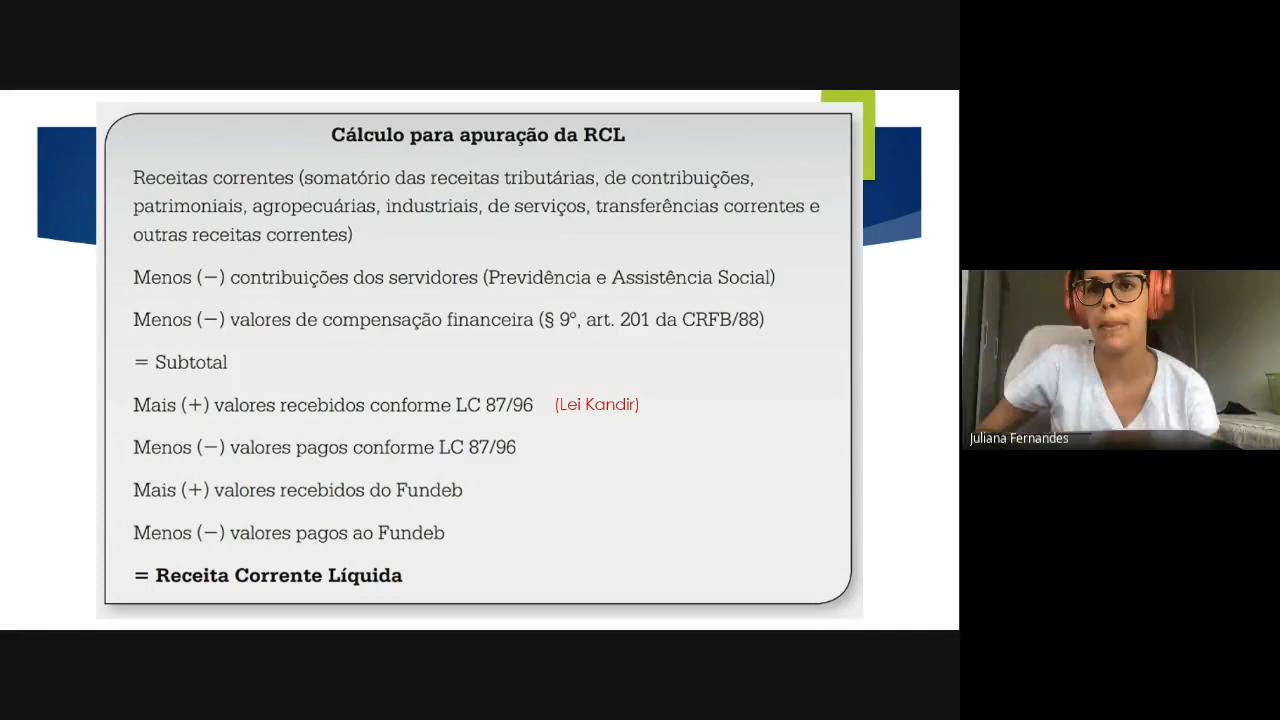 Cálculo para apuração da RCL
Receitas correntes (somatório das receitas tributárias, de contribuições,
patrimoniais, agropecuárias, industriais, de serviços, transferências correntes e
outras receitas correntes)
Menos (−) contribuições dos servidores (Previdência e Assistência Social)
Menos (−) valores de compensação financeira (§ 9º, art. 201 da CRFB/88)
= Subtotal
Mais (+) valores recebidos conforme LC 87/96 (Lei Kandir)
Menos (−) valores pagos conforme LC 87/96
Mais (+) valores recebidos do Fundeb
Menos (−) valores pagos ao Fundeb
= Receita Corrente Líquida
Juliana Fernandes